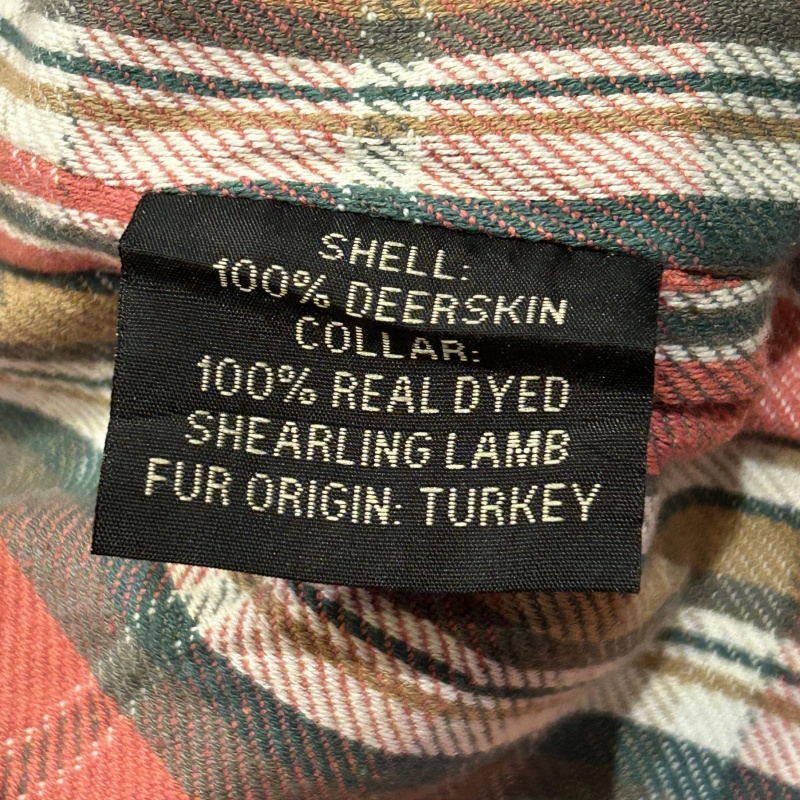 SHELL:
100% DEERSKIN
COLLAR:
100% REAL DYED
SHEARLING LAMB
FUR ORIGIN: TURKEY